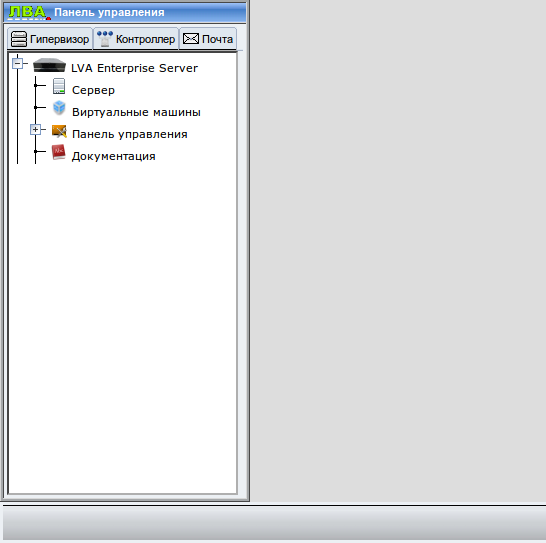 ЛВА Панель управления
Гипервизор Контроллер Почта
LVA Enterprise Server
Сервер
Виртуальные машины
Панель управления
Документация